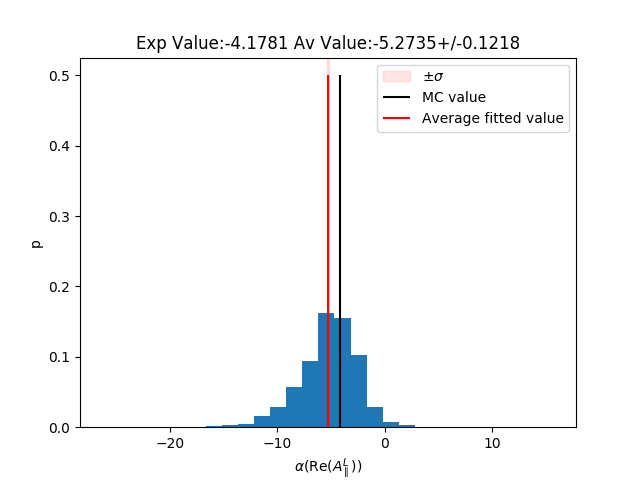 Exp Value:-4.1781 Av Value:-5.2735+/-0.1218
±σ
MC value
Average fitted value
0.5
0.4
0.3
0.2
0.1
0.0
p
−20 −10 0 10
α(Re(A_∥^L))